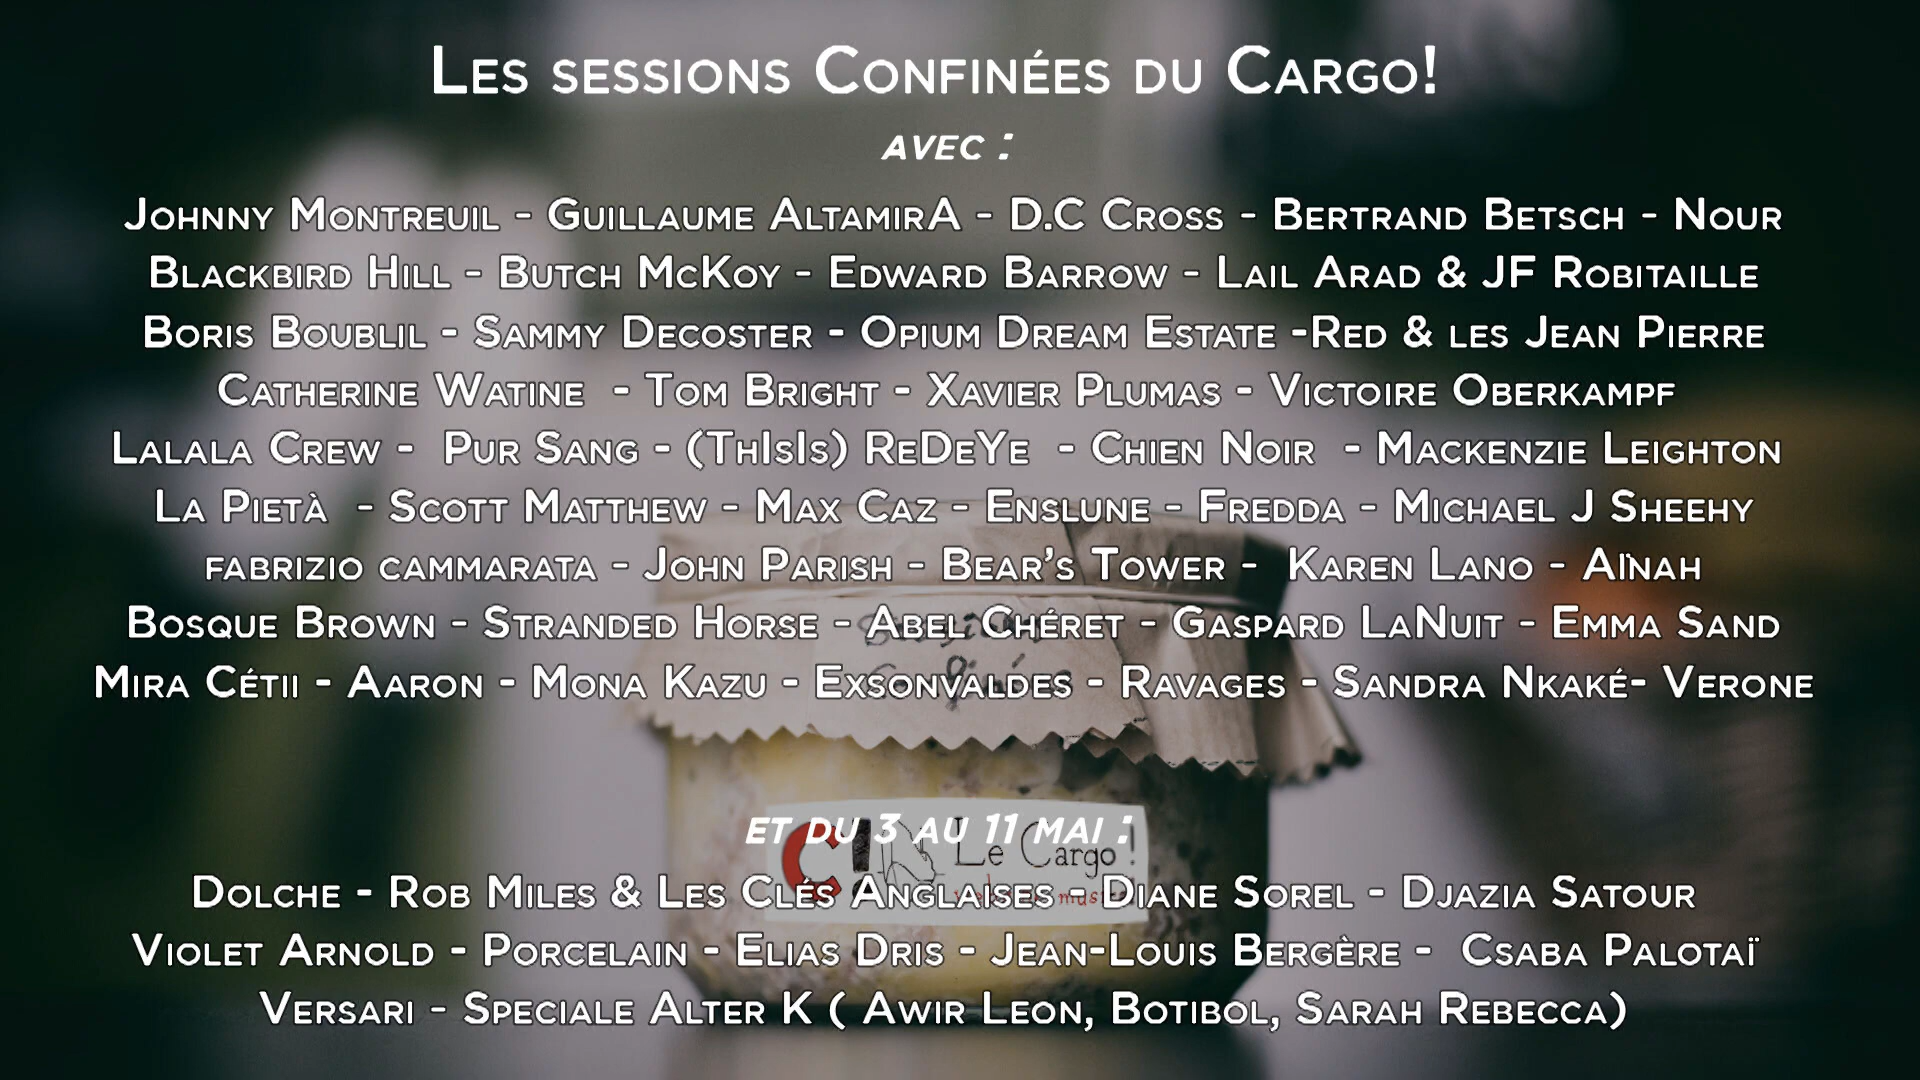 Les sessions Confinées du Cargo!
avec :
Johnny Montreuil - Guillaume AltamirA - D.C Cross - Bertrand Betsch - Nour
Blackbird Hill - Butch McKoy - Edward Barrow - Lail Arad & JF Robitaille
Boris Boublil - Sammy Decoster - Opium Dream Estate -Red & les Jean Pierre
Catherine Watine - Tom Bright - Xavier Plumas - Victoire Oberkampf
Lalala Crew - Pur Sang - (ThIsIs) ReDeYe - Chien Noir - Mackenzie Leighton
La Pietà - Scott Matthew - Max Caz - Enslune - Fredda - Michael J Sheehy
fabrizio cammarata - John Parish - Bear's Tower - Karen Lano - Aïnah
Bosque Brown - Stranded Horse - Abel Chéret - Gaspard LaNuit - Emma Sand
Mira Cétii - Aaron - Mona Kazu - Exsonvaldes - Ravages - Sandra Nkaké- Verone
et du 3 au 11 mai :
Le Cargo !
Dolche - Rob Miles & Les Clés Anglaises - Diane Sorel - Djazia Satour
Violet Arnold - Porcelain - Elias Dris - Jean-Louis Bergère - Csaba Palotaï
Versari - Speciale Alter K ( Awir Leon, Botibol, Sarah Rebecca)